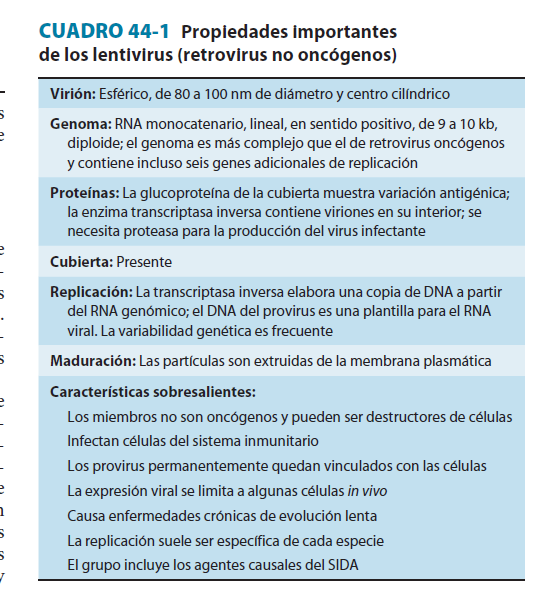 CUADRO 44-1 Propiedades importantes
de los lentivirus (retrovirus no oncógenos)
Virión: Esférico, de 80 a 100 nm de diámetro y centro cilíndrico
Genoma: RNA monocatenario, lineal, en sentido positivo, de 9 a 10 kb,
diploide; el genoma es más complejo que el de retrovirus oncógenos
y contiene incluso seis genes adicionales de replicación
Proteínas: La glucoproteína de la cubierta muestra variación antigénica;
la enzima transcriptasa inversa contiene viriones en su interior; se
necesita proteasa para la producción del virus infectante
Cubierta: Presente
Replicación: La transcriptasa inversa elabora una copia de DNA a partir
del RNA genómico; el DNA del provirus es una plantilla para el RNA
viral. La variabilidad genética es frecuente
Maduración: Las partículas son extruidas de la membrana plasmática
Características sobresalientes:
Los miembros no son oncógenos y pueden ser destructores de células
Infectan células del sistema inmunitario
Los provirus permanentemente quedan vinculados con las células
La expresión viral se limita a algunas células in vivo
Causa enfermedades crónicas de evolución lenta
La replicación suele ser específica de cada especie
El grupo incluye los agentes causales del SIDA